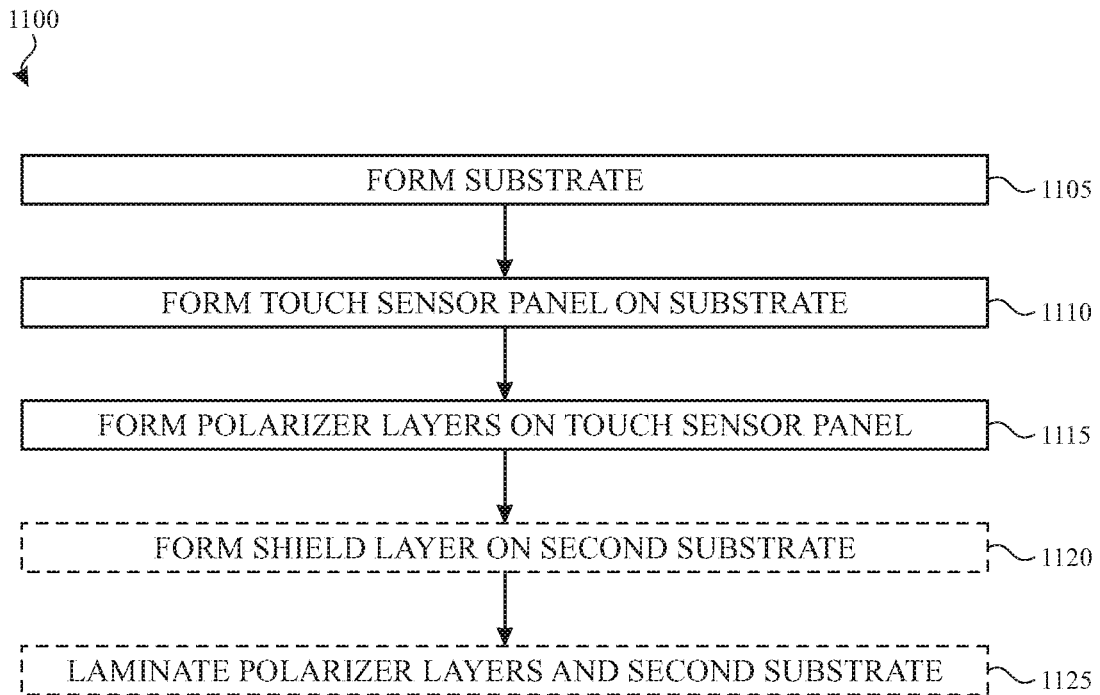 1100
FORM SUBSTRATE
1105
FORM TOUCH SENSOR PANEL ON SUBSTRATE
1110
FORM POLARIZER LAYERS ON TOUCH SENSOR PANEL
1115
FORM SHIELD LAYER ON SECOND SUBSTRATE
1120
LAMINATE POLARIZER LAYERS AND SECOND SUBSTRATE
1125